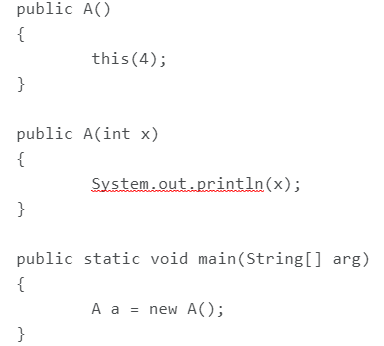 public A()
{
this(4);
}
public A(int x)
{
System.out.println(x);
}
public static void main(String[] arg)
{
A a = new A();
}